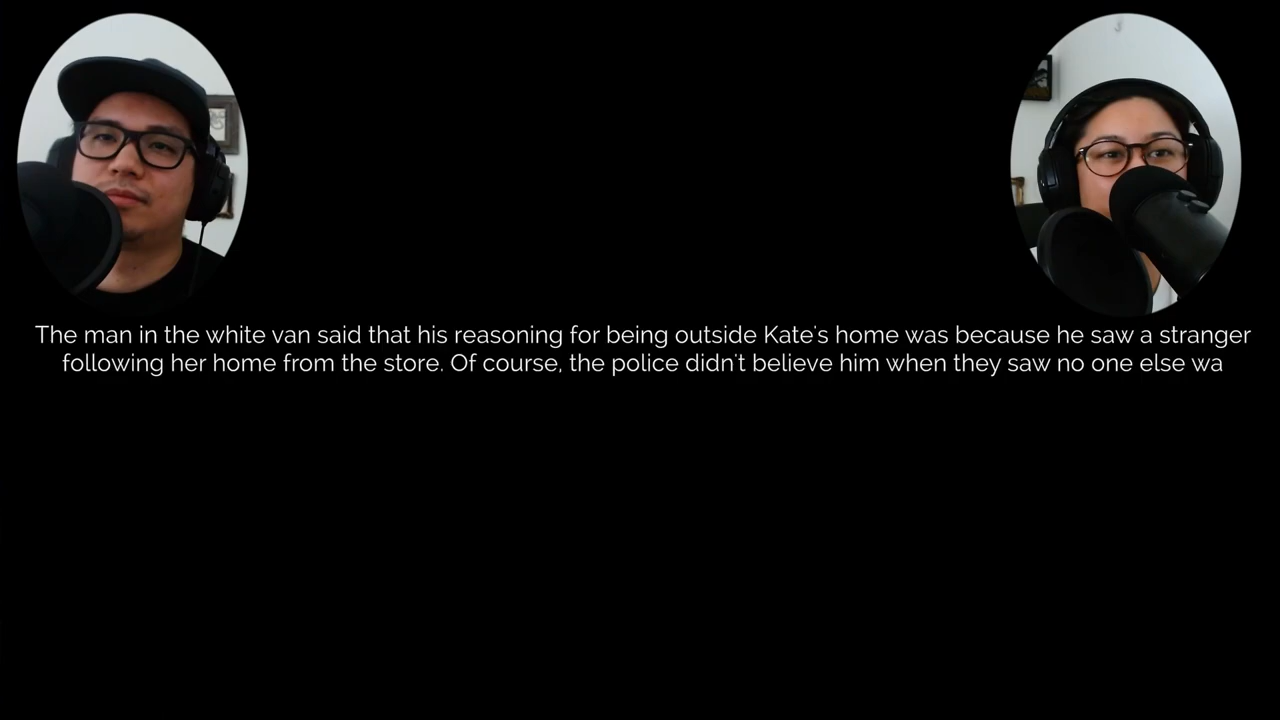 The man in the white van said that his reasoning for being outside Kate's home was because he saw a stranger
following her home from the store. Of course, the police didn't believe him when they saw no one else wa